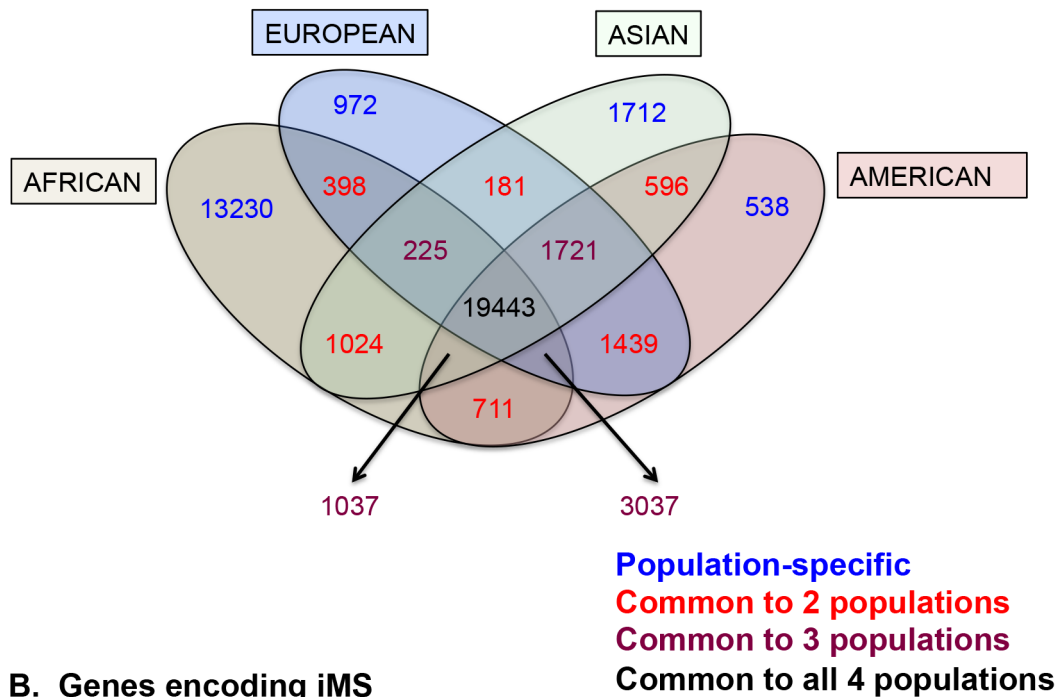 EUROPEAN
ASIAN
972
1712
AFRICAN
398
181
596
AMERICAN
13230
538
225
1721
19443
1024
1439
711
1037
3037
Population-specific
Common to 2 populations
Common to 3 populations
Common to all 4 populations
B. Genes encoding iMS